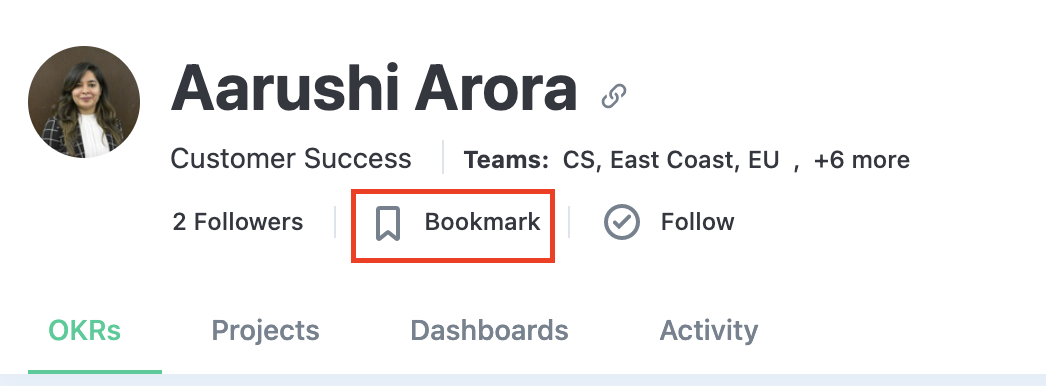 Aarushi Arora
Customer Success Teams: CS, East Coast, EU , +6 more
2 Followers Bookmark Follow
OKRs Projects Dashboards Activity